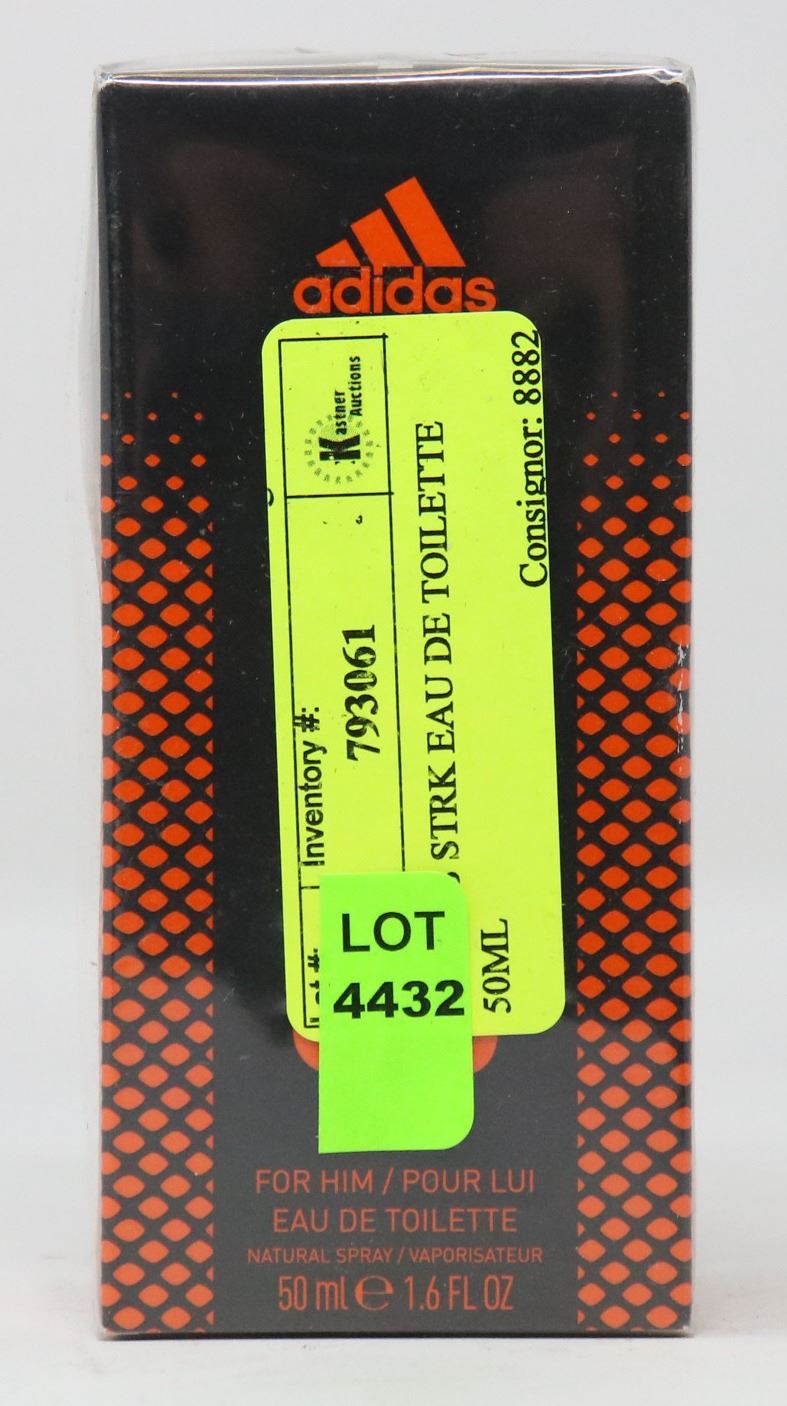 adidas
Kastner
Auctions
Inventory #:
793061
STRK EAU DE TOILETTE
50ML
Consignor: 8882
LOT
4432
FOR HIM / POUR LUI
EAU DE TOILETTE
NATURAL SPRAY / VAPORISATEUR
50 ml e 1.6 FL OZ